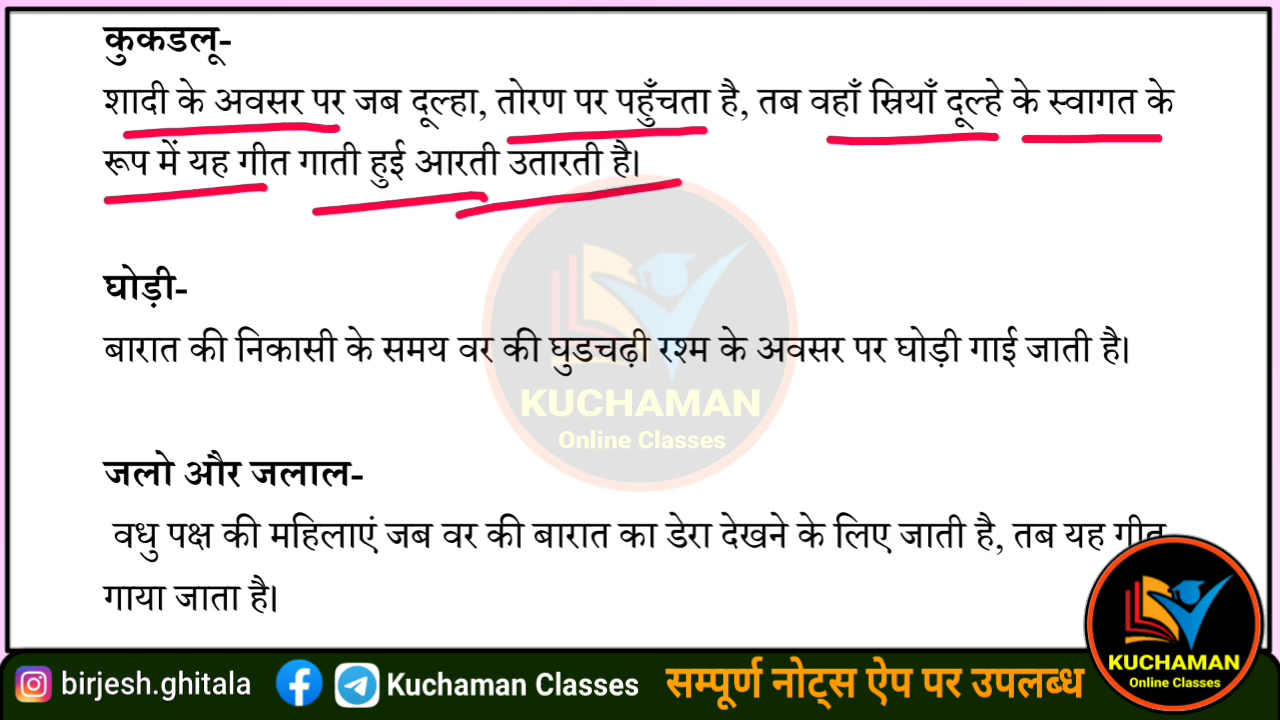 कुकडलू-
शादी के अवसर पर जब दूल्हा, तोरण पर पहुँचता है, तब वहाँ स्त्रियाँ दूल्हे के स्वागत के
रूप में यह गीत गाती हुई आरती उतारती है।
घोड़ी-
बारात की निकासी के समय वर की घुडचढ़ी रश्म के अवसर पर घोड़ी गाई जाती है।
KUCHAMAN
Online Classes
जलो और जलाल-
वधु पक्ष की महिलाएं जब वर की बारात का डेरा देखने के लिए जाती है, तब यह गीत
गाया जाता है।
KUCHAMAN
Online Classes
birjesh.ghitala Kuchaman Classes सम्पूर्ण नोट्स ऐप पर उपलब्ध